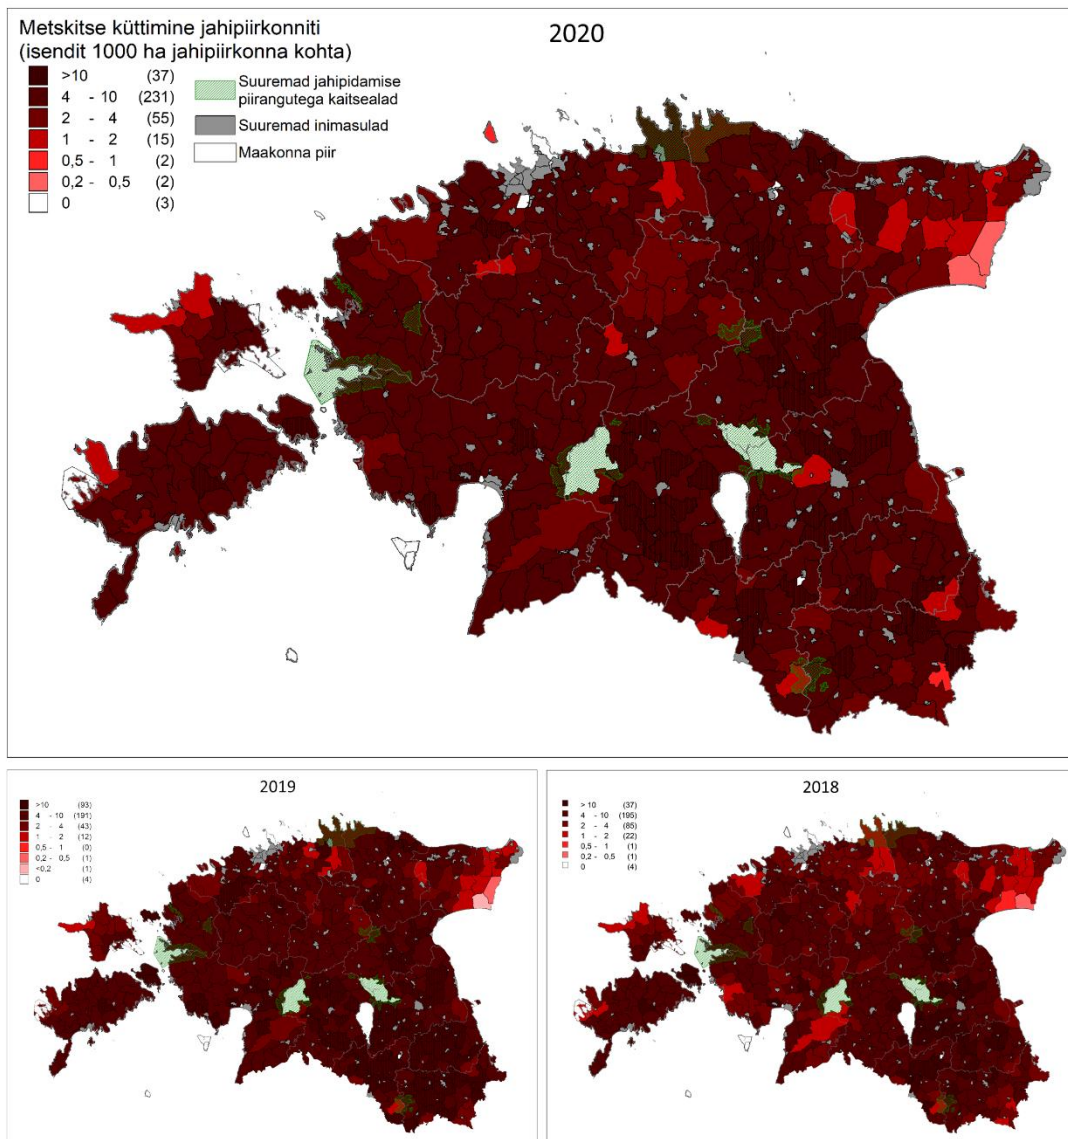 Metskitse küttimine jahipiirkonniti
(isendit 1000 ha jahipiirkonna kohta)
2020
>10 (37)
4 - 10 (231)
2 - 4 (55)
1 - 2 (15)
0,5 - 1 (2)
0,2 - 0,5 (2)
0 (3)
Suuremad jahipidamise
piirangutega kaitsealad
Suuremad inimasulad
Maakonna piir
2019
>10 (93)
4 - 10 (191)
2 - 4 (43)
1 - 2 (12)
0,5 - 1 (0)
0,2 - 0,5 (1)
<0,2 (1)
0 (4)
2018
> 10 (37)
4 - 10 (195)
2 - 4 (85)
1 - 2 (22)
0,5 - 1 (1)
0,2 - 0,5 (1)
0 (4)